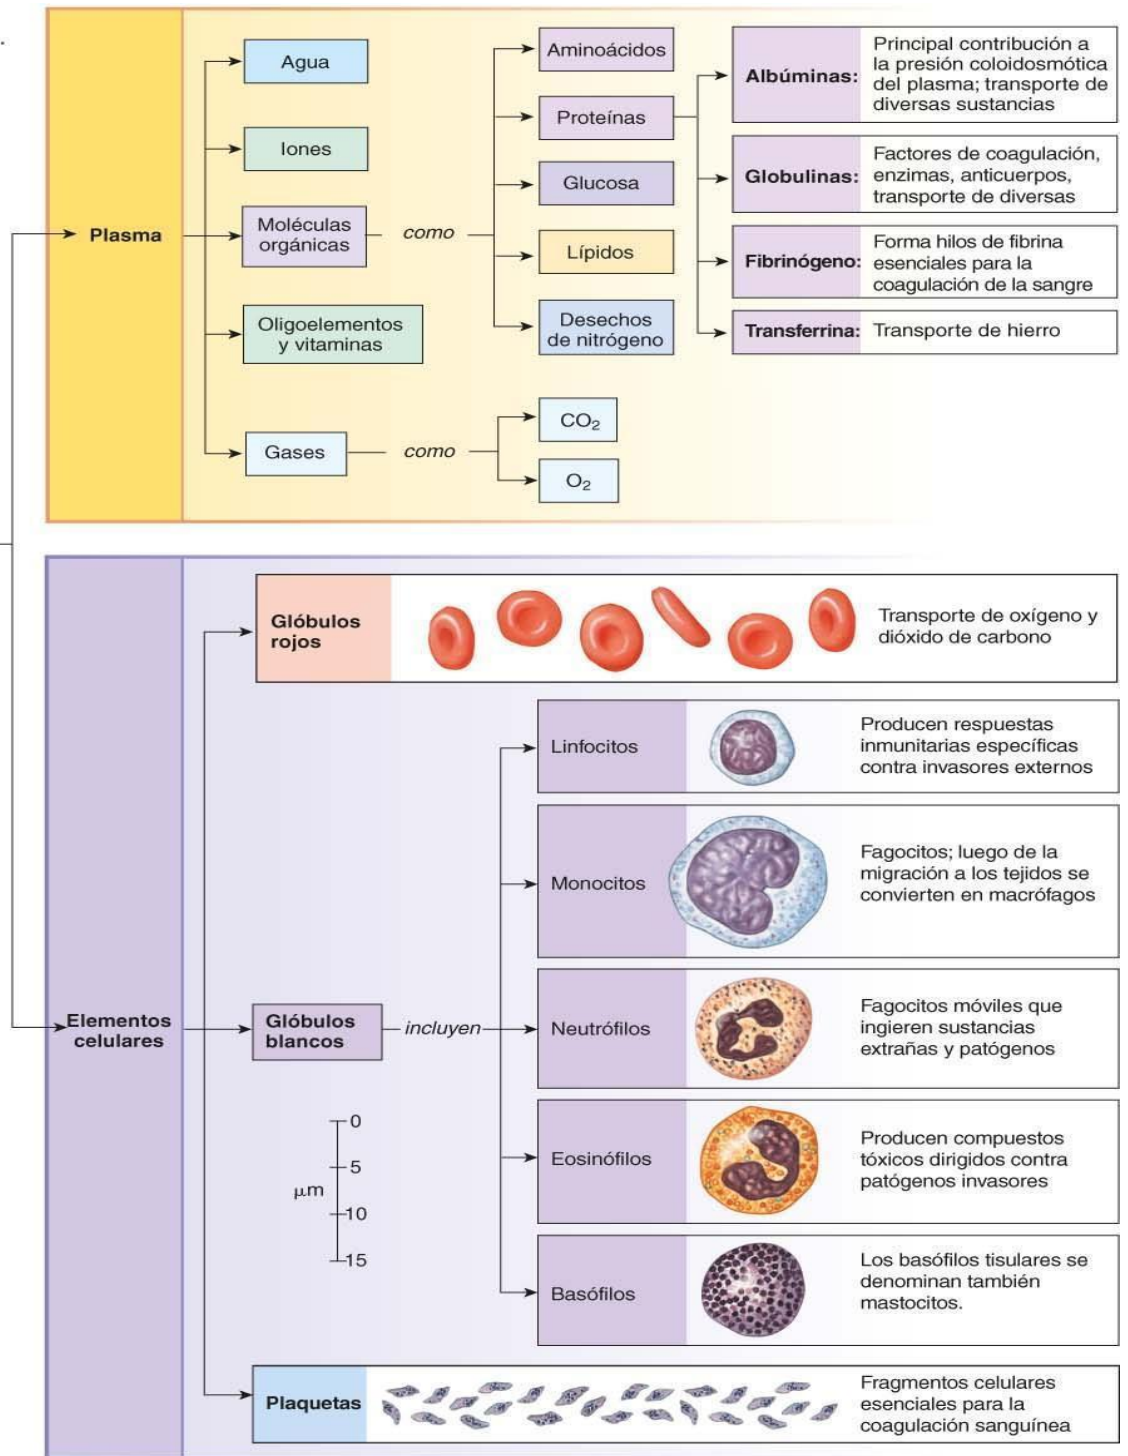 .
Plasma
Agua
Iones
Moléculas
orgánicas
como
Oligoelementos
y vitaminas
Gases
como
Aminoácidos
Proteínas
Glucosa
Lípidos
Desechos
de nitrógeno
CO₂
O₂
Albúminas:
Principal contribución a
la presión coloidosmótica
del plasma; transporte de
diversas sustancias
Globulinas:
Factores de coagulación,
enzimas, anticuerpos,
transporte de diversas
Fibrinógeno:
Forma hilos de fibrina
esenciales para la
coagulación de la sangre
Transferrina:
Transporte de hierro
Elementos
celulares
Glóbulos
rojos
Transporte de oxígeno y
dióxido de carbono
Glóbulos
blancos
incluyen
Linfocitos
Producen respuestas
inmunitarias específicas
contra invasores externos
Monocitos
Fagocitos; luego de la
migración a los tejidos se
convierten en macrófagos
Neutrófilos
Fagocitos móviles que
ingieren sustancias
extrañas y patógenos
Eosinófilos
Producen compuestos
tóxicos dirigidos contra
patógenos invasores
Basófilos
Los basófilos tisulares se
denominan también
mastocitos.
0
5
µm
10
15
Plaquetas
Fragmentos celulares
esenciales para la
coagulación sanguínea